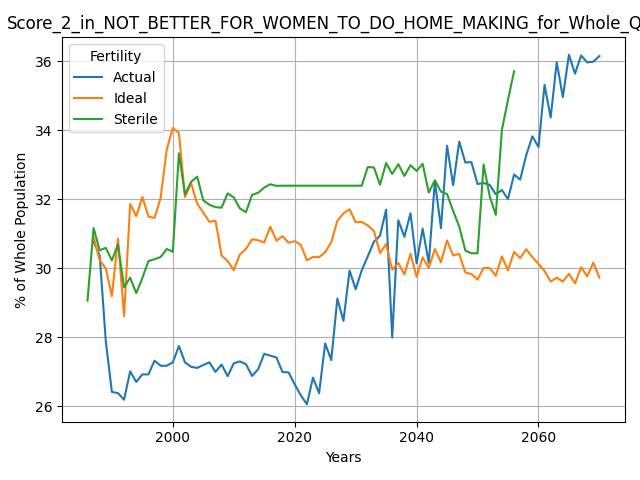 Score_2_in_NOT_BETTER_FOR_WOMEN_TO_DO_HOME_MAKING_for_Whole_Q
Fertility
Actual
Ideal
Sterile
36
34
32
30
28
26
% of Whole Population
2000 2020 2040 2060
Years